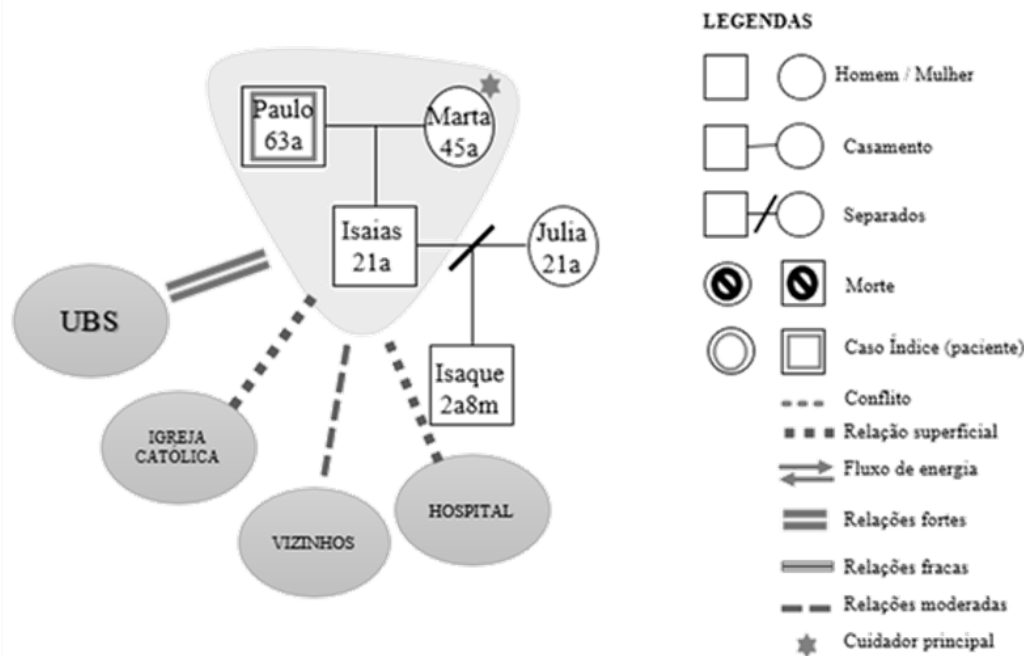 Paulo
63a
Marta
45a
Isaias
21a
Julia
21a
Isaque
2a8m
UBS
IGREJA
CATÓLICA
VIZINHOS
HOSPITAL
LEGENDAS
Homem / Mulher
Casamento
Separados
Morte
Caso Índice (paciente)
Conflito
Relação superficial
Fluxo de energia
Relações fortes
Relações fracas
Relações moderadas
Cuidador principal